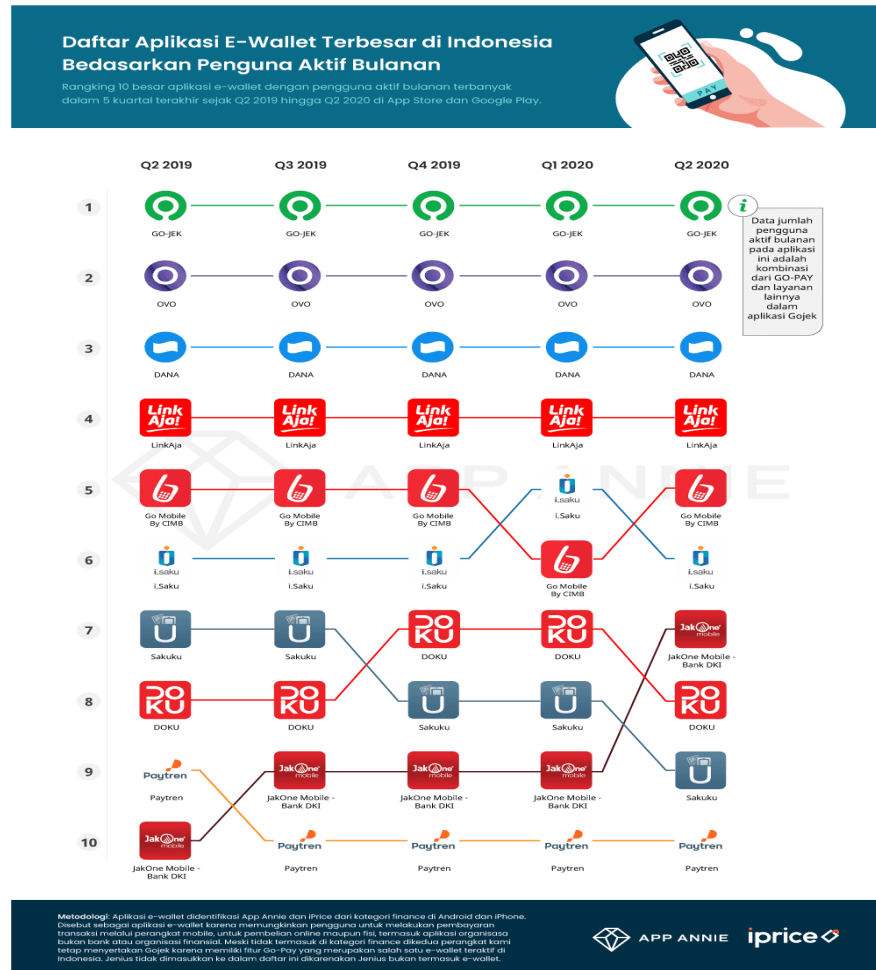 Daftar Aplikasi E-Wallet Terbesar di Indonesia
Bedasarkan Penguna Aktif Bulanan
Rangking 10 besar aplikasi e-wallet dengan pengguna aktif bulanan terbanyak
dalam 5 kuartal terakhir sejak Q2 2019 hingga Q2 2020 di App Store dan Google Play.
PAY
Q2 2019 Q3 2019 Q4 2019 Q1 2020 Q2 2020
1
GO-JEK GO-JEK GO-JEK GO-JEK GO-JEK
i
Data jumlah
pengguna
aktif bulanan
pada aplikasi
ini adalah
kombinasi
dari GO-PAY
dan layanan
lainnya
dalam
aplikasi Gojek
2
OVO OVO OVO OVO OVO
3
DANA DANA DANA DANA DANA
4
Link Link Link Link Link
Aja! Aja! Aja! Aja! Aja!
LinkAja LinkAja LinkAja LinkAja LinkAja
APP ANNIE
5
i.saku
Go Mobile Go Mobile Go Mobile i.Saku Go Mobile
By CIMB By CIMB By CIMB By CIMB
6
i.saku i.saku i.saku i.saku
i.Saku i.Saku i.Saku Go Mobile i.Saku
By CIMB
7
U U DOKU DOKU JakOne mobile
Sakuku Sakuku DOKU DOKU JakOne Mobile -
Bank DKI
8
DOKU DOKU U U DOKU
DOKU DOKU Sakuku Sakuku DOKU
9
Paytren JakOne mobile JakOne mobile JakOne mobile U
Paytren JakOne Mobile - JakOne Mobile - JakOne Mobile - Sakuku
Bank DKI Bank DKI Bank DKI
10
JakOne mobile Paytren Paytren Paytren Paytren
JakOne Mobile - Paytren Paytren Paytren Paytren
Bank DKI
Metodologi: Aplikasi e-wallet didentifikasi App Annie dan iPrice dari kategori finance di Android dan iPhone.
Disebut sebagai aplikasi e-wallet karena memungkinkan pengguna untuk melakukan pembayaran
transaksi melalui perangkat mobile, untuk pembelian online maupun fisi, termasuk aplikasi organisasa
bukan bank atau organisasi finansial. Meski tidak termasuk di kategori finance dikedua perangkat kami
tetap menyertakan Gojek karena memiliki fitur Go-Pay yang merupakan salah satu e-wallet teraktif di
Indonesia. Jenius tidak dimasukkan ke dalam daftar ini dikarenakan Jenius bukan termasuk e-wallet.
APP ANNIE
iprice